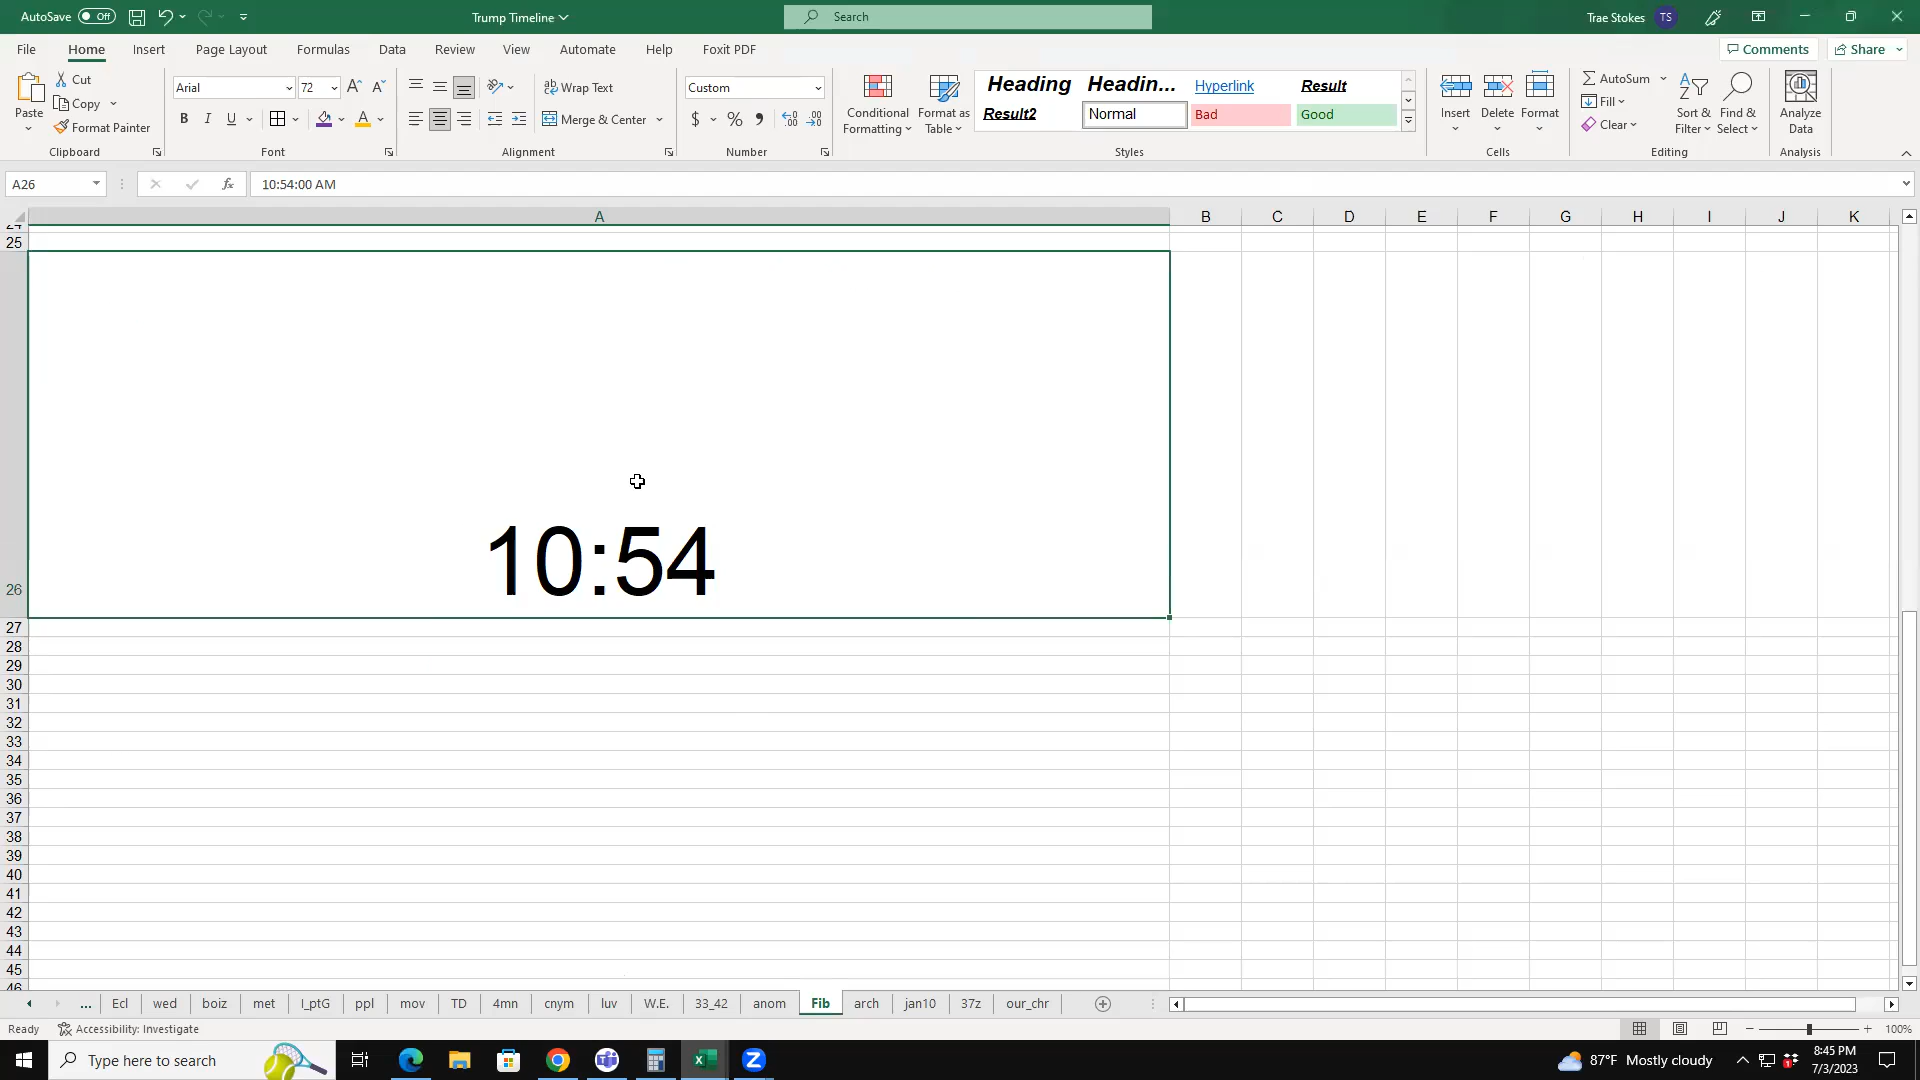 AutoSave Off Trump Timeline Search Trae Stokes TS
File Home Insert Page Layout Formulas Data Review View Automate Help Foxit PDF Comments Share
Paste Cut Copy Format Painter Clipboard
Arial 72 A A B I U A Font
ab Wrap Text Merge & Center Alignment
Custom $ % 9 Number
Conditional Formatting Format as Table
Heading Headin... Hyperlink Result
Result2 Normal Bad Good
Styles
Insert Delete Format Cells
AutoSum Fill Clear Sort & Filter Find & Select Editing
Analyze Data Analysis
A26 fx 10:54:00 AM
A B C D E F G H I J K
24
25
10:54
26
27
28
29
30
31
32
33
34
35
36
37
38
39
40
41
42
43
44
45
46
... Ecl wed boiz met I_ptG ppl mov TD 4mn cnym luv W.E. 33_42 anom Fib arch jan10 37z our_chr
Ready Accessibility: Investigate 100%
Type here to search 87°F Mostly cloudy 8:45 PM
7/3/2023